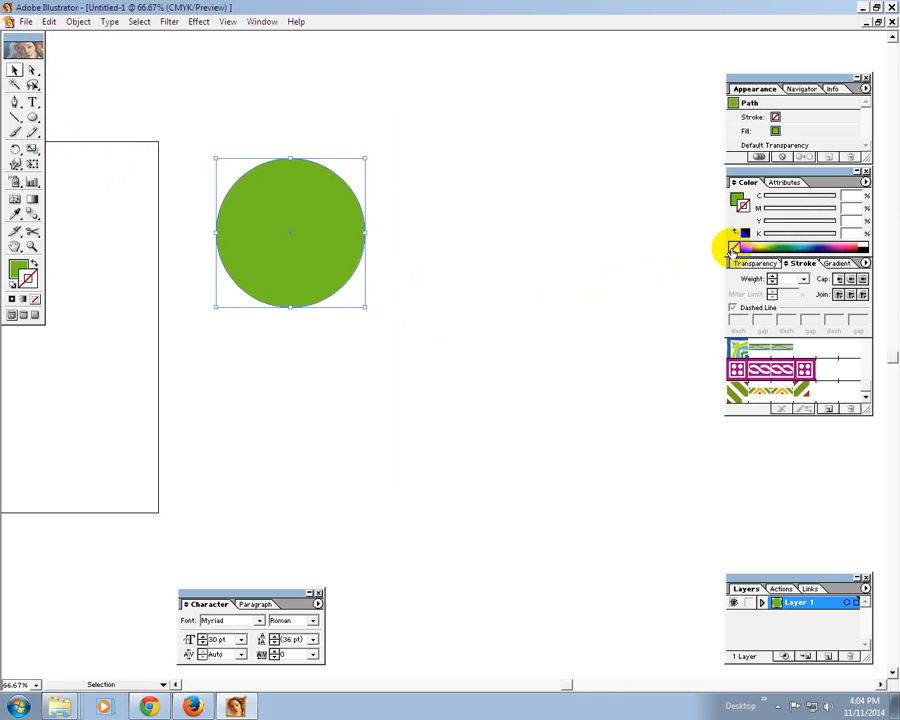 Adobe Illustrator - [Untitled-1 @ 66.67% (CMYK/Preview) ]
File Edit Object Type Select Filter Effect View Window Help
Appearance Navigator Info
Path
Stroke:
Fill:
Default Transparency
Color Attributes
C %
M %
Y %
K %
Transparency Stroke Gradient
Weight: Cap:
Miter Limit: x Join:
Dashed Line
dash gap dash gap dash gap
Layers Actions Links
Layer 1
1 Layer
Character Paragraph
Font: Myriad Roman
30 pt (36 pt)
Auto 0
66.67% Selection
Desktop
4:04 PM
11/11/2014